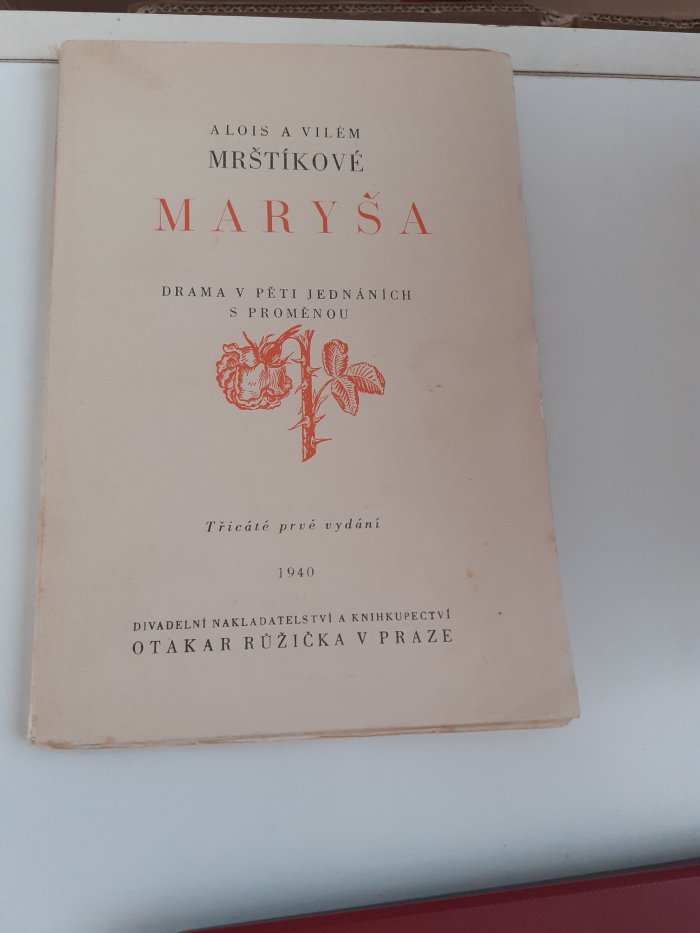 ALOIS A VILÉM
MRŠTÍKOVÉ
MARYŠA
DRAMA V PĚTI JEDNÁNÍCH
S PROMĚNOU
Třicáté prvé vydání
1940
DIVADELNÍ NAKLADATELSTVÍ A KNIHKUPECTVÍ
OTAKAR RŮŽIČKA V PRAZE